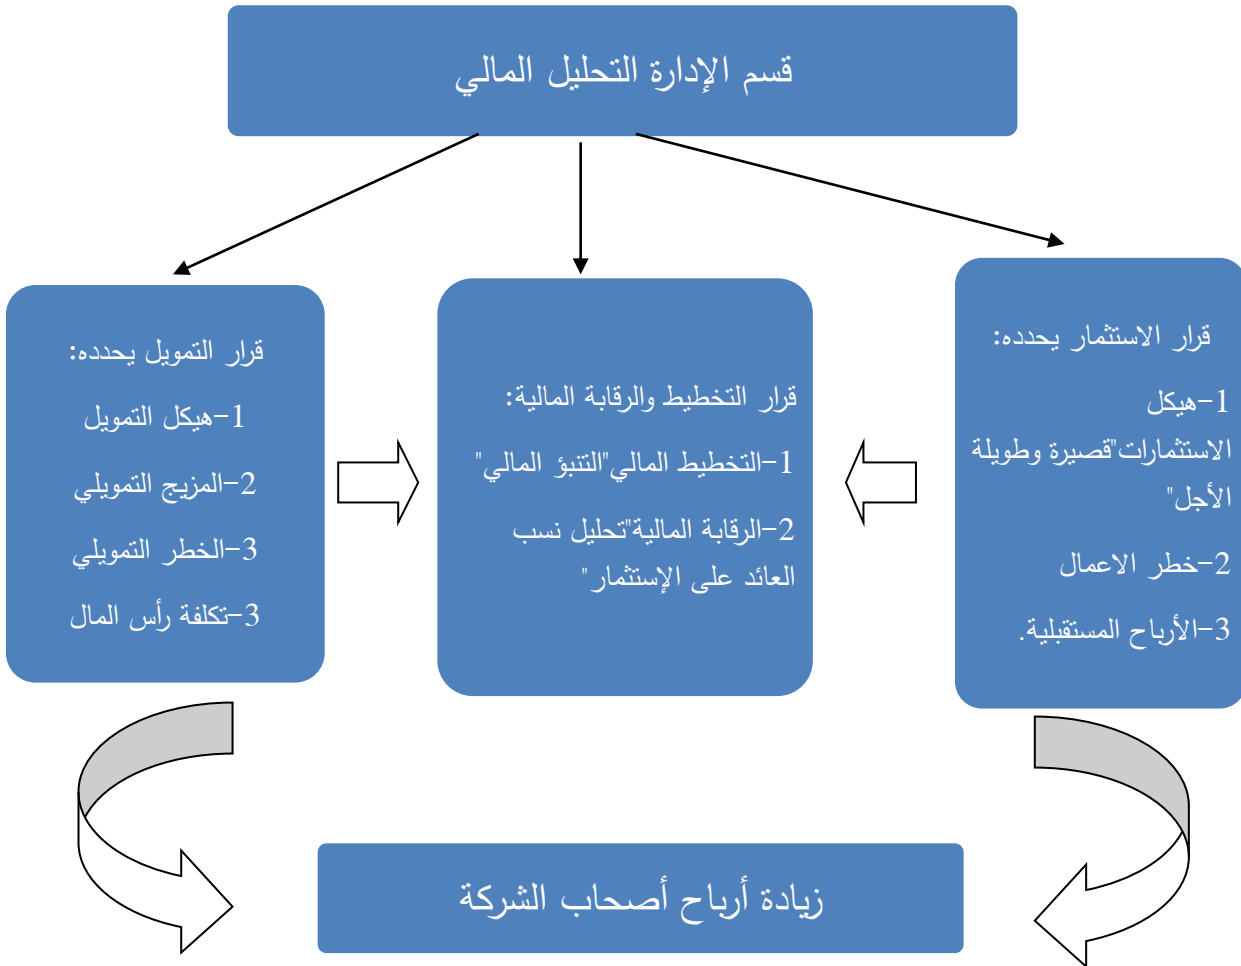 قسم الإدارة التحليل المالي
قرار الاستثمار يحدده:
1-هيكل
الاستثمارات"قصيرة وطويلة
الأجل"
2-خطر الاعمال
3-الأرباح المستقبلية.
قرار التخطيط والرقابة المالية:
1-التخطيط المالي"التنبؤ المالي"
2-الرقابة المالية"تحليل نسب
العائد على الإستثمار"
قرار التمويل يحدده:
1-هيكل التمويل
2-المزيج التمويلي
3-الخطر التمويلي
3-تكلفة رأس المال
زيادة أرباح أصحاب الشركة